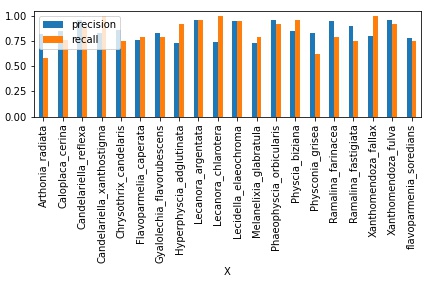 1.00
0.75
0.50
0.25
0.00
precision
recall
Arthonia_radiata
Caloplaca_cerina
Candelariella_reflexa
Candelariella_xanthostigma
Chrysothrix_candelaris
Flavoparmelia_caperata
Gyalolechia_flavorubescens
Hyperphyscia_adglutinata
Lecanora_argentata
Lecanora_chlarotera
Lecidella_elaeochroma
Melanelixia_glabratula
Phaeophyscia_orbicularis
Physcia_biziana
Physconia_grisea
Ramalina_farinacea
Ramalina_fastigiata
Xanthomendoza_fallax
Xanthomendoza_fulva
flavoparmenia_soredians
X